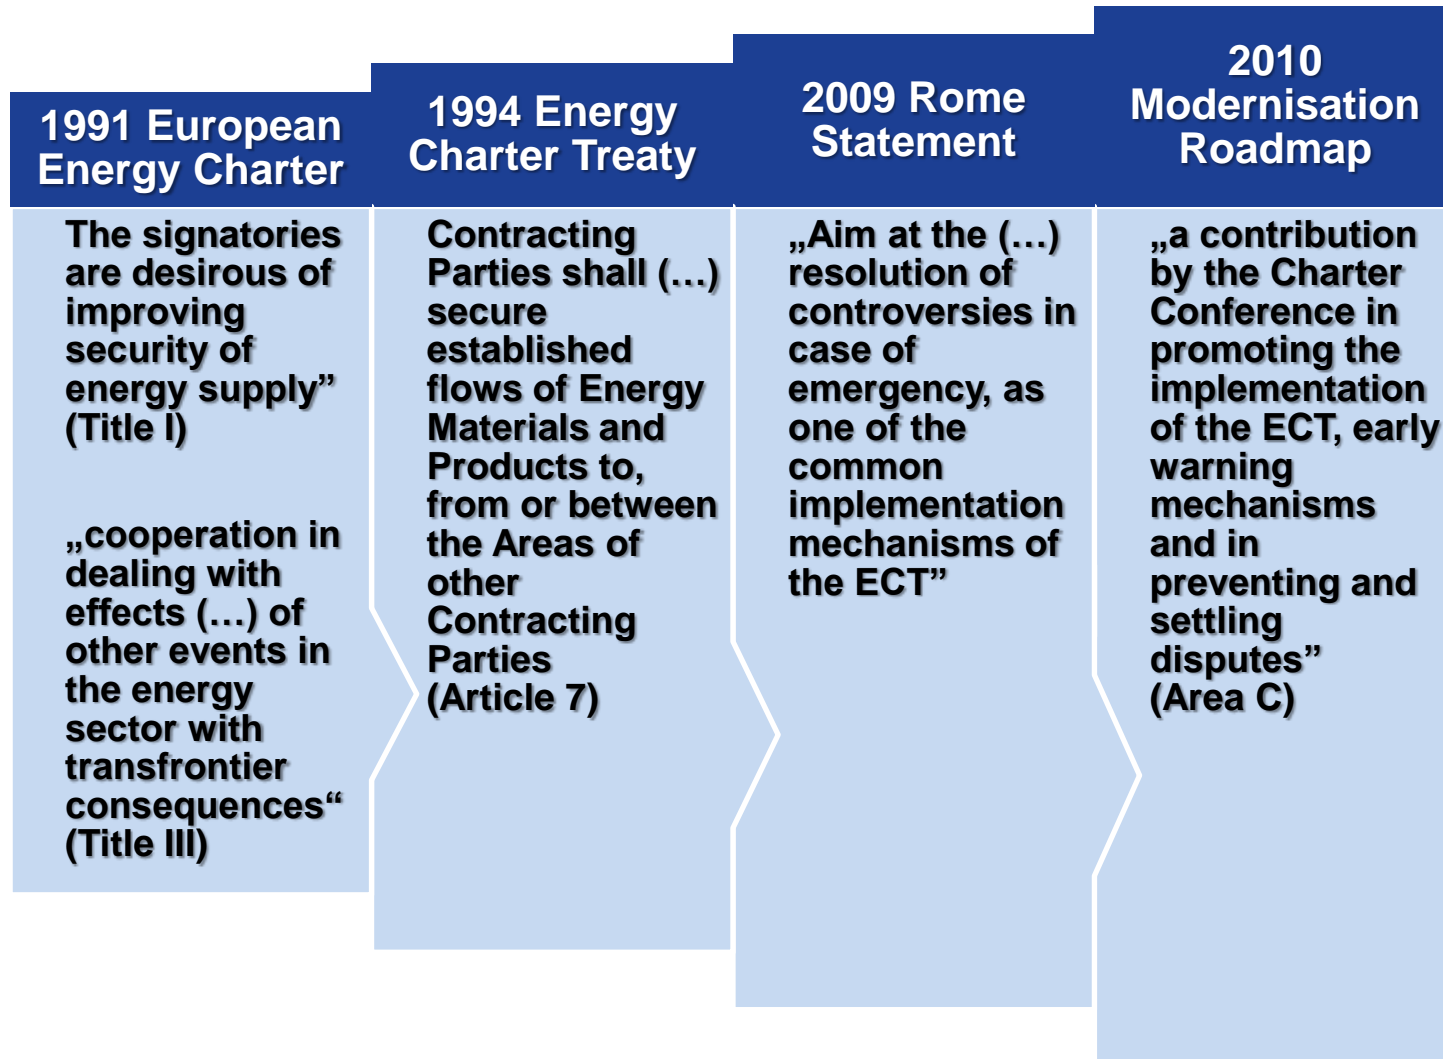 1991 European
Energy Charter
The signatories
are desirous of
improving
security of
energy supply”
(Title I)
„cooperation in
dealing with
effects (…) of
other events in
the energy
sector with
transfrontier
consequences“
(Title III)
1994 Energy
Charter Treaty
Contracting
Parties shall (…)
secure
established
flows of Energy
Materials and
Products to,
from or between
the Areas of
other
Contracting
Parties
(Article 7)
2009 Rome
Statement
„Aim at the (…)
resolution of
controversies in
case of
emergency, as
one of the
common
implementation
mechanisms of
the ECT”
2010
Modernisation
Roadmap
„a contribution
by the Charter
Conference in
promoting the
implementation
of the ECT, early
warning
mechanisms
and in
preventing and
settling
disputes”
(Area C)